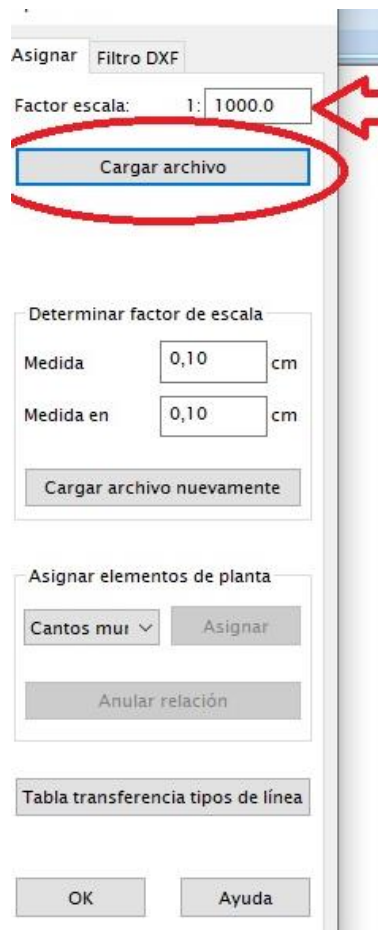 Asignar Filtro DXF
Factor escala: 1: 1000.0
Cargar archivo
Determinar factor de escala
Medida 0,10 cm
Medida en 0,10 cm
Cargar archivo nuevamente
Asignar elementos de planta
Cantos mur Asignar
Anular relación
Tabla transferencia tipos de línea
OK Ayuda